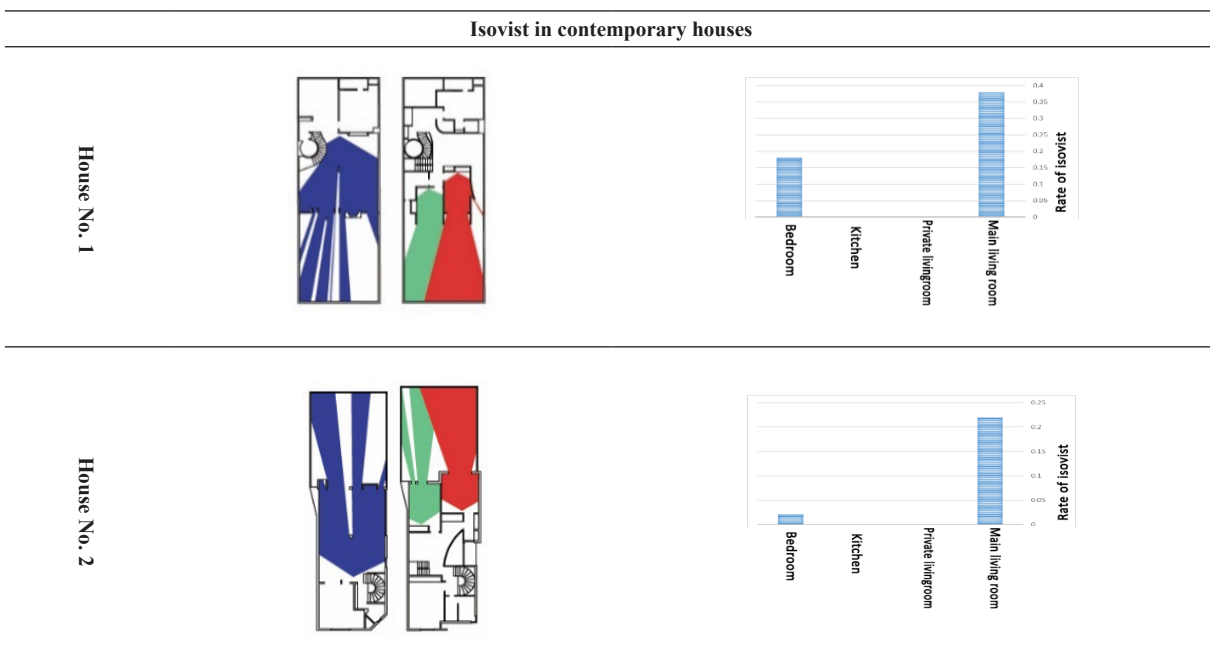 Isovist in contemporary houses
House No. 1
0.4
0.35
0.3
0.25
0.2
0.15
0.1
0.05
0
Rate of isovist
Bedroom
Kitchen
Private livingroom
Main living room
House No. 2
0.25
0.2
0.15
0.1
0.05
0
Rate of isovist
Bedroom
Kitchen
Private livingroom
Main living room